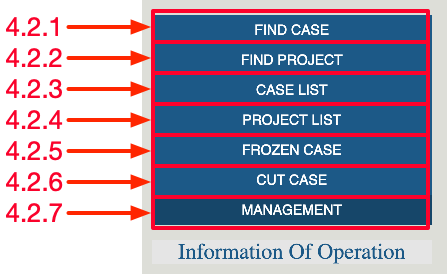 4.2.1 FIND CASE
4.2.2 FIND PROJECT
4.2.3 CASE LIST
4.2.4 PROJECT LIST
4.2.5 FROZEN CASE
4.2.6 CUT CASE
4.2.7 MANAGEMENT
Information Of Operation